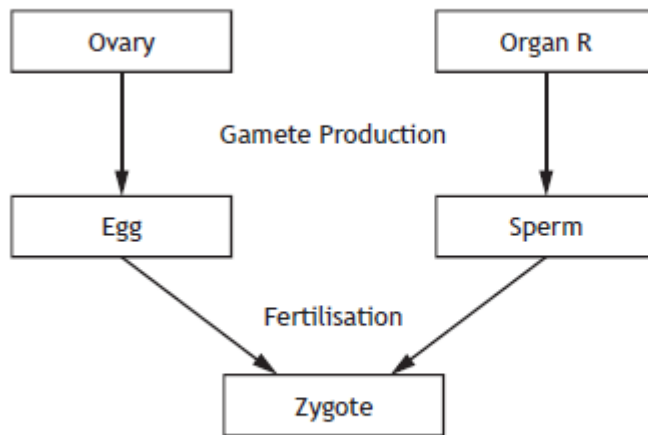 Ovary
Organ R
Gamete Production
Egg
Sperm
Fertilisation
Zygote